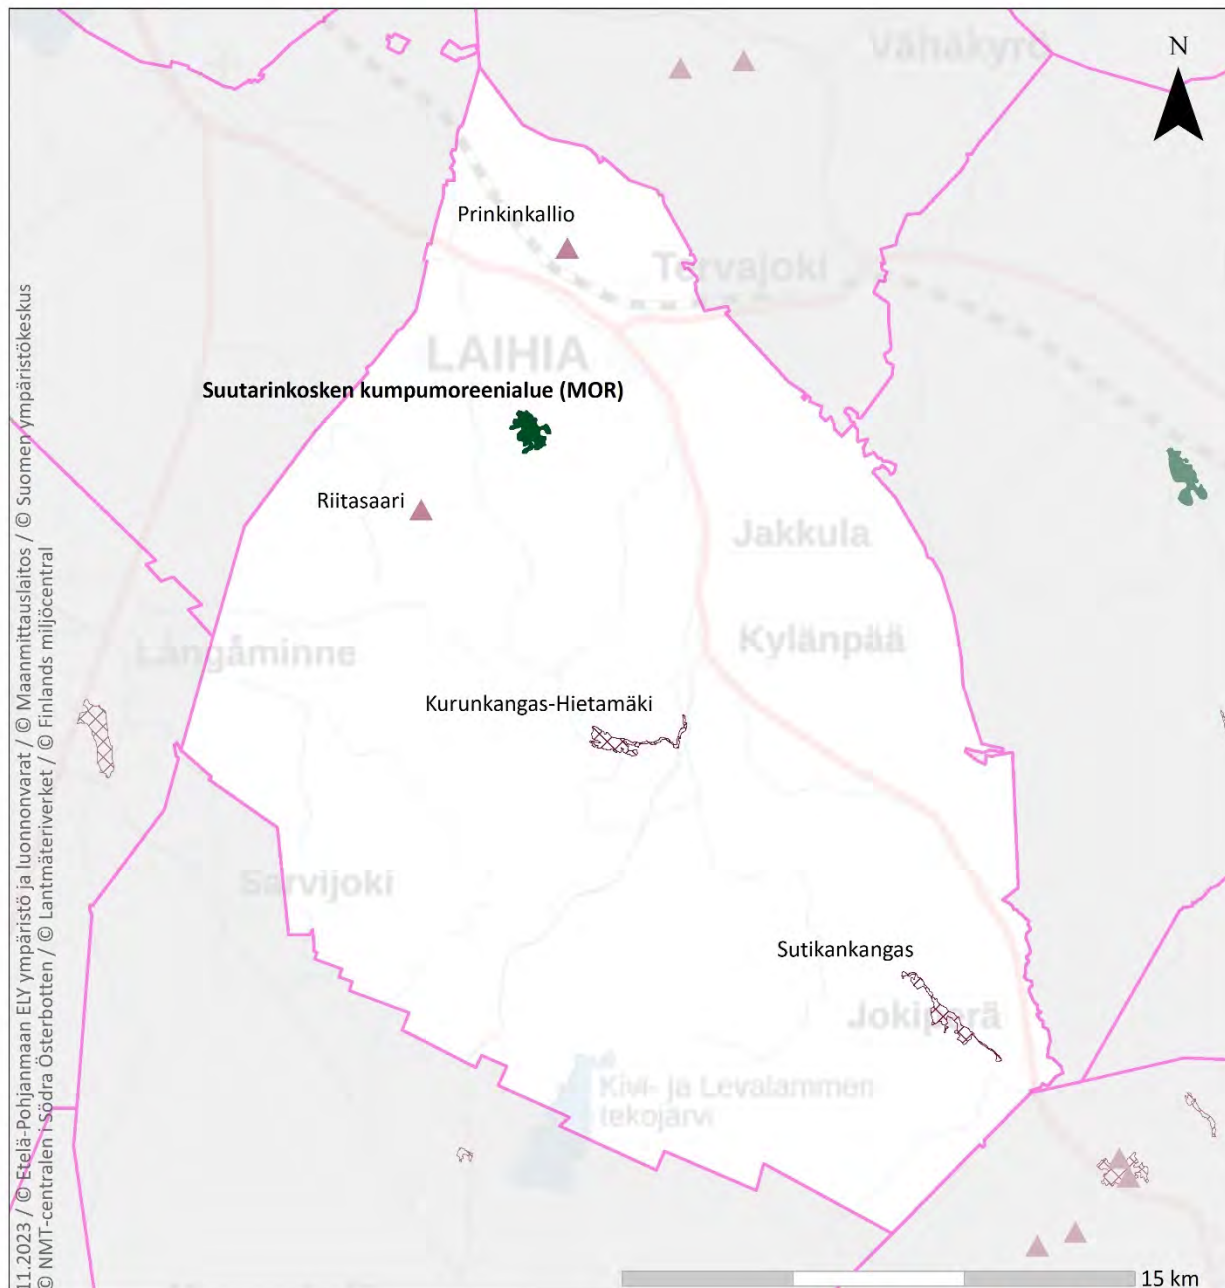 Vähäkyrö
N
Prinkinkallio
Tervajoki
LAIHIA
Suutarinkosken kumpumoreenialue (MOR)
Riitasaari
Jakkula
Kylänpää
Långåminne
Kurunkangas-Hietamäki
Sarvijoki
Sutikankangas
Jokiperä
Kivi- ja Levalammen
tekojärvi
15 km
11.2023 / © Etelä-Pohjanmaan ELY ympäristö ja luonnonvarat / © Maanmittauslaitos / © Suomen ympäristökeskus
© NMT-centralen i Södra Österbotten / © Lantmäteriverket / © Finlands miljöcentral